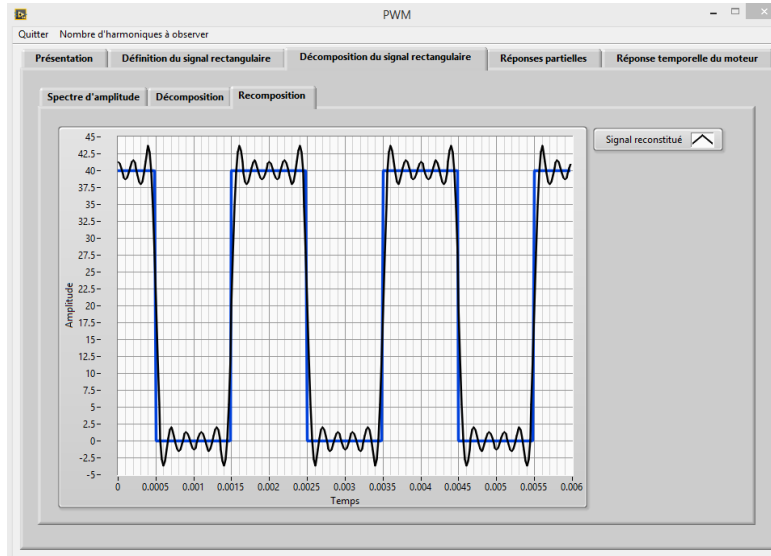 PWM
Quitter Nombre d'harmoniques à observer
Présentation Définition du signal rectangulaire Décomposition du signal rectangulaire Réponses partielles Réponse temporelle du moteur
Spectre d'amplitude Décomposition Recomposition
Signal reconstitué
Amplitude
45
42.5
40
37.5
35
32.5
30
27.5
25
22.5
20
17.5
15
12.5
10
7.5
5
2.5
0
-2.5
-5
0 0.0005 0.001 0.0015 0.002 0.0025 0.003 0.0035 0.004 0.0045 0.005 0.0055 0.006
Temps